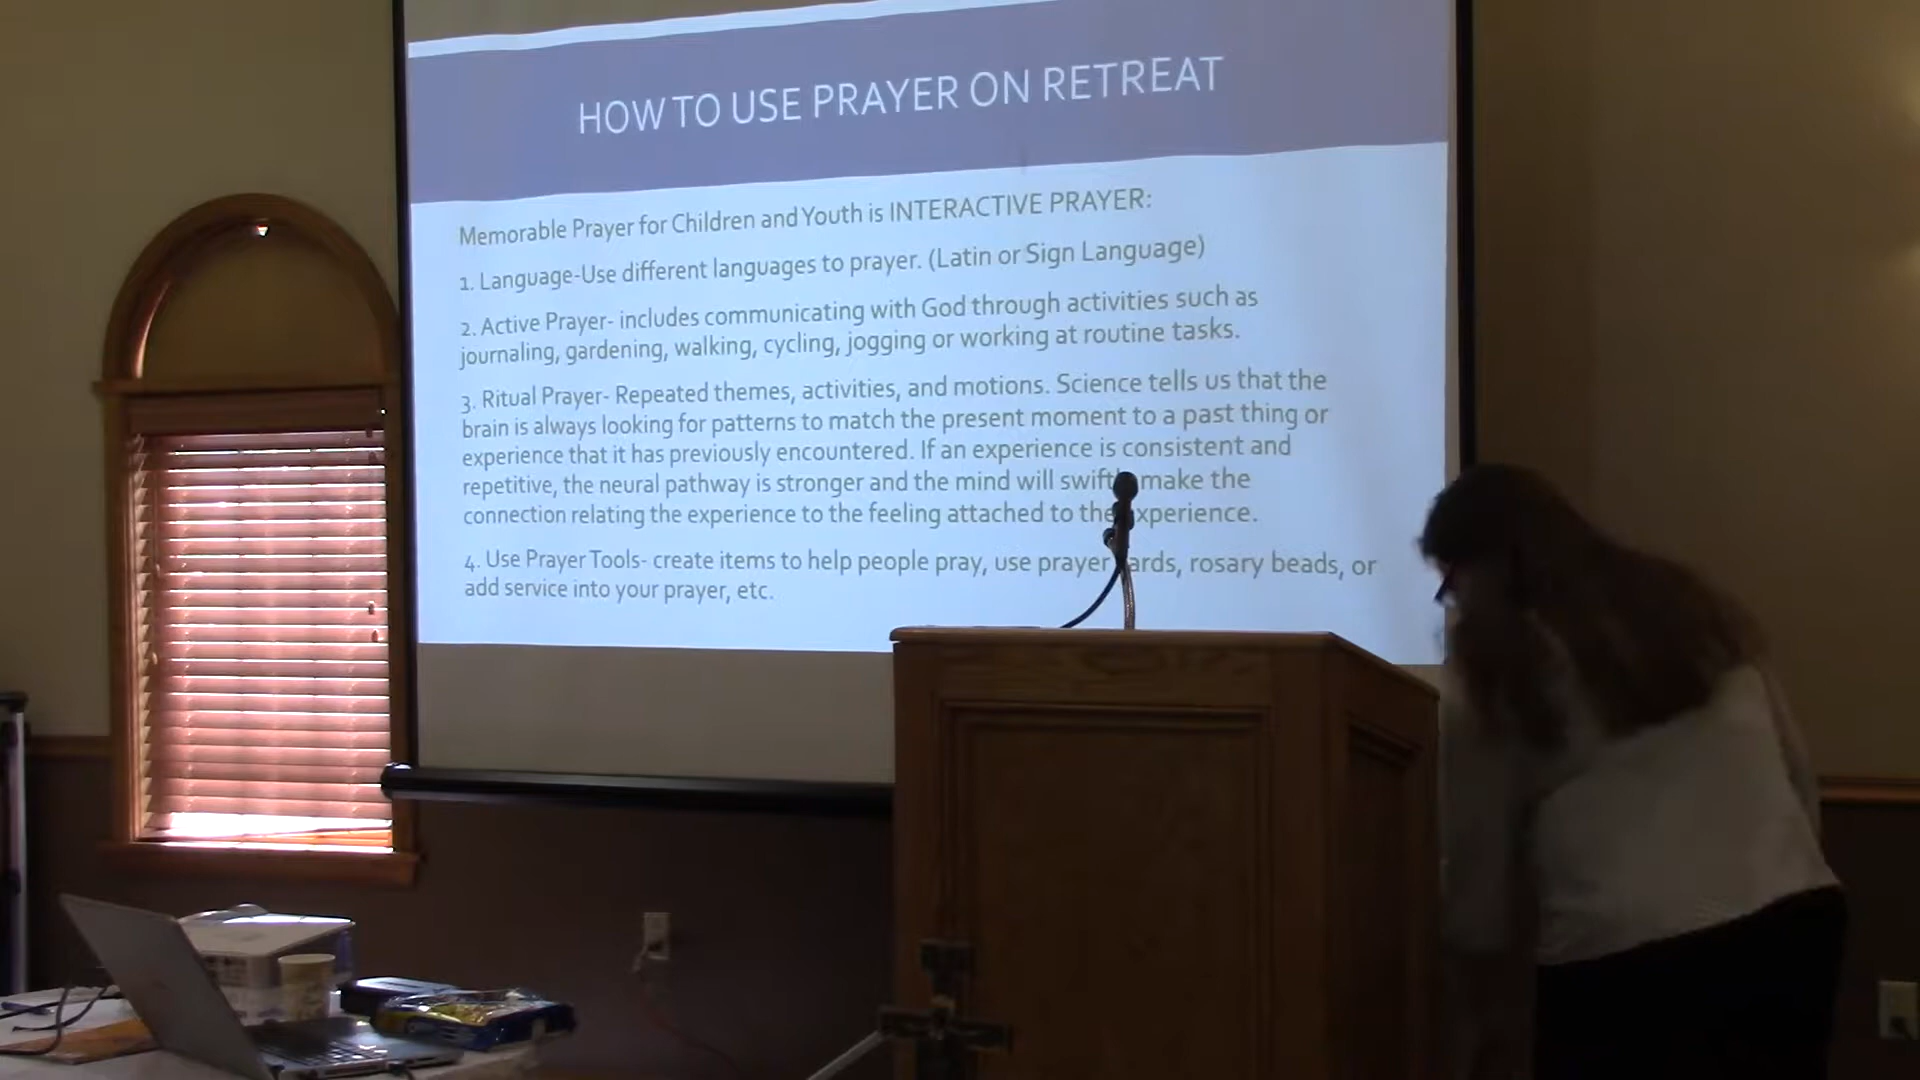 HOW TO USE PRAYER ON RETREAT
Memorable Prayer for Children and Youth is INTERACTIVE PRAYER:
1. Language-Use different languages to prayer. (Latin or Sign Language)
2. Active Prayer- includes communicating with God through activities such as
journaling, gardening, walking, cycling, jogging or working at routine tasks.
3. Ritual Prayer- Repeated themes, activities, and motions. Science tells us that the
brain is always looking for patterns to match the present moment to a past thing or
experience that it has previously encountered. If an experience is consistent and
repetitive, the neural pathway is stronger and the mind will swiftly make the
connection relating the experience to the feeling attached to the experience.
4. Use Prayer Tools- create items to help people pray, use prayer cards, rosary beads, or
add service into your prayer, etc.